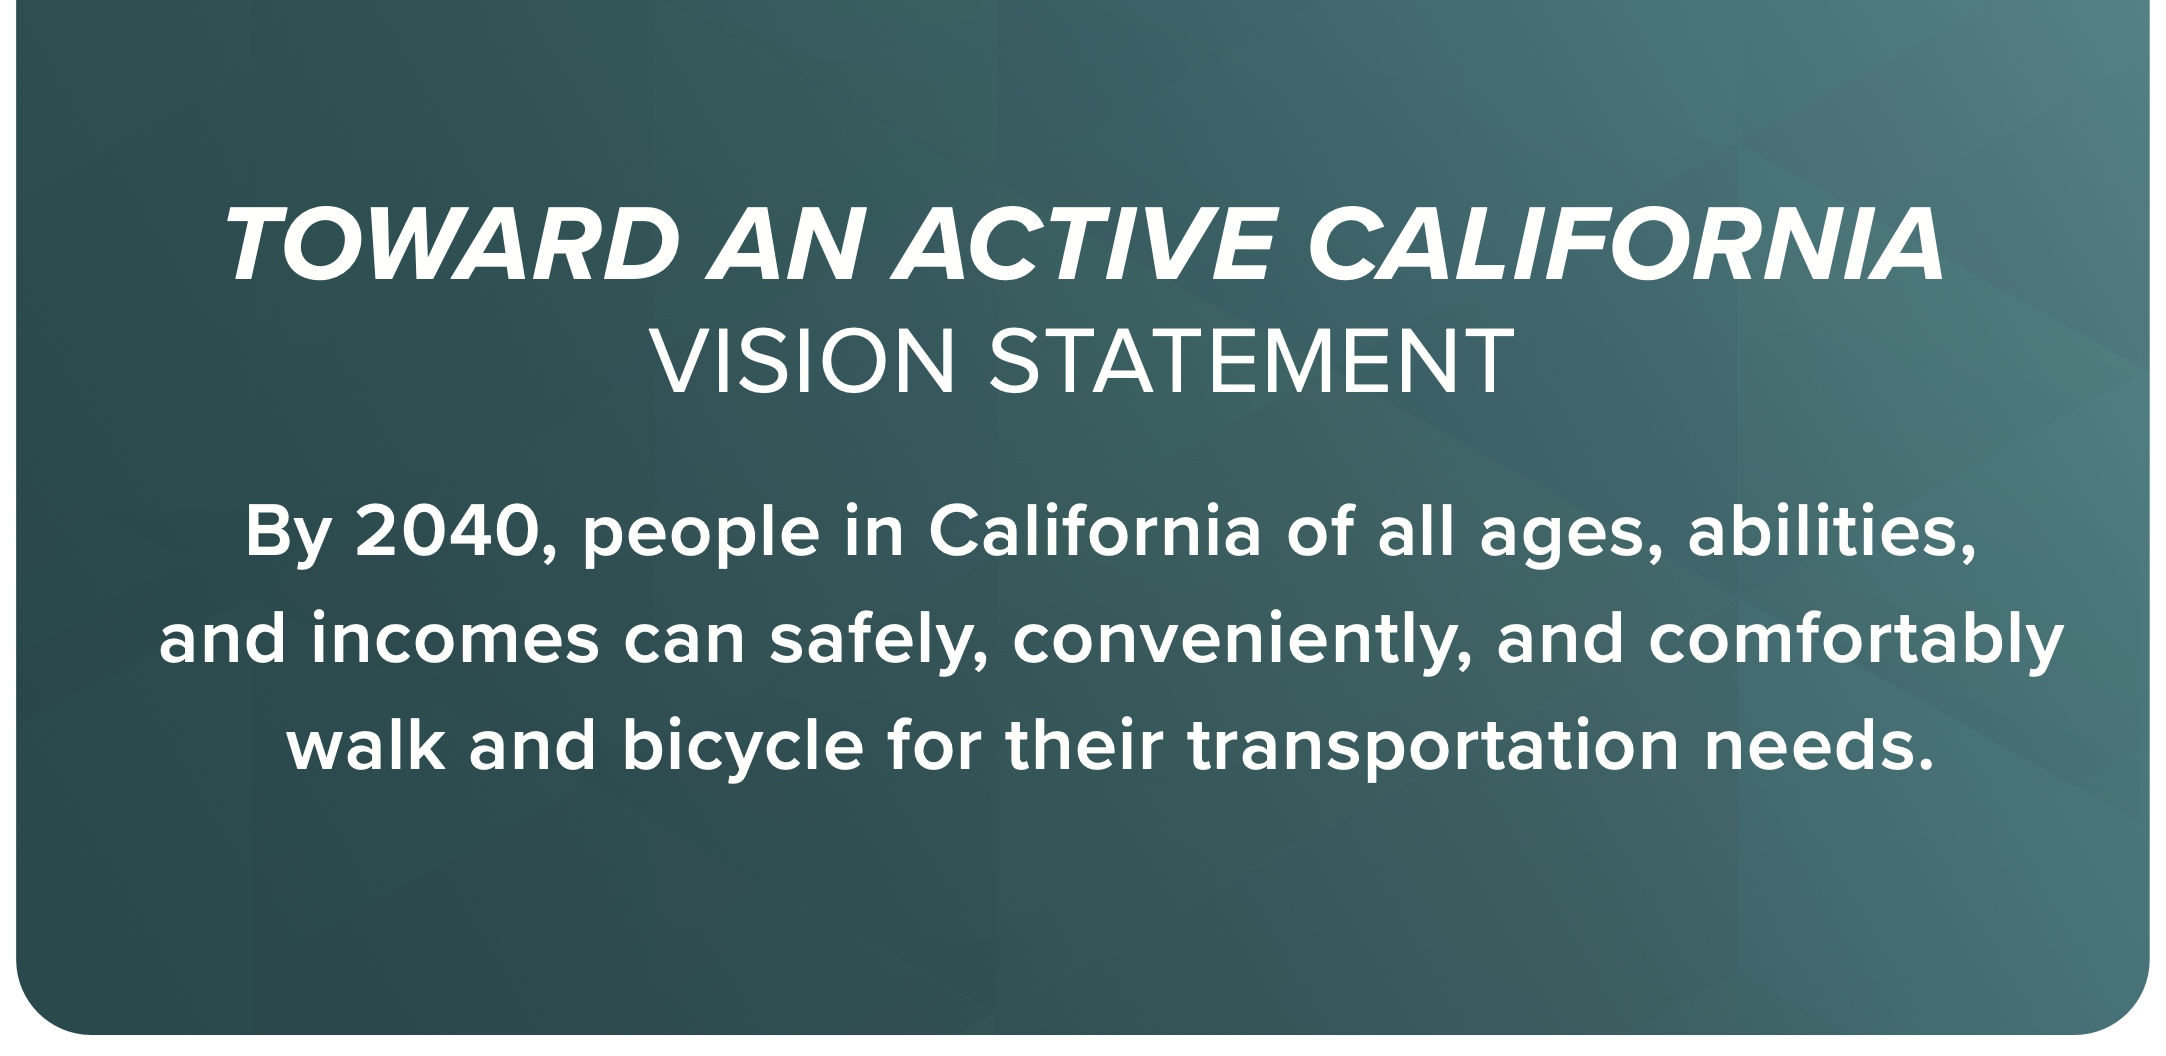 TOWARD AN ACTIVE CALIFORNIA
VISION STATEMENT
By 2040, people in California of all ages, abilities,
and incomes can safely, conveniently, and comfortably
walk and bicycle for their transportation needs.